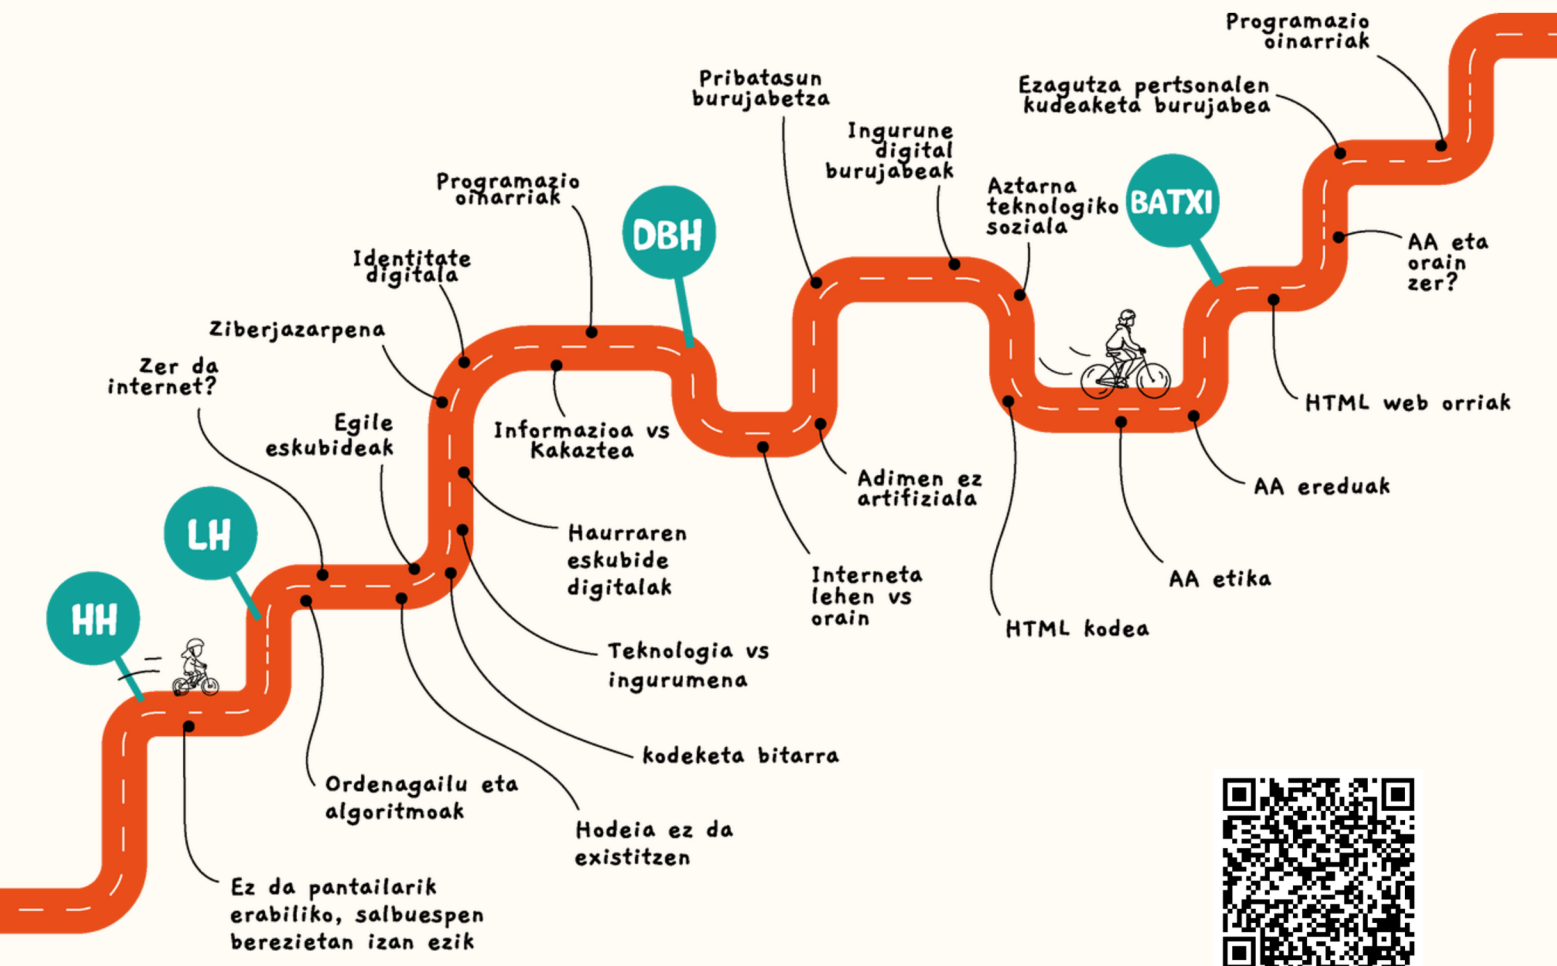 HH
Ez da pantailarik
erabiliko, salbuespen
berezietan izan ezik
LH
Ordenagailu eta
algoritmoak
Zer da
internet?
Hodeia ez da
existitzen
Egile
eskubideak
kodeketa bitarra
Teknologia vs
ingurumena
Haurraren
eskubide
digitalak
Ziberjazarpena
Identitate
digitala
Informazioa vs
Kakaztea
Programazio
oinarriak
DBH
Interneta
lehen vs
orain
Adimen ez
artifiziala
Pribatasun
burujabetza
Ingurune
digital
burujabeak
Aztarna
teknologiko
soziala
HTML kodea
AA etika
AA ereduak
BATXI
HTML web orriak
AA eta
orain
zer?
Ezagutza pertsonalen
kudeaketa burujabea
Programazio
oinarriak